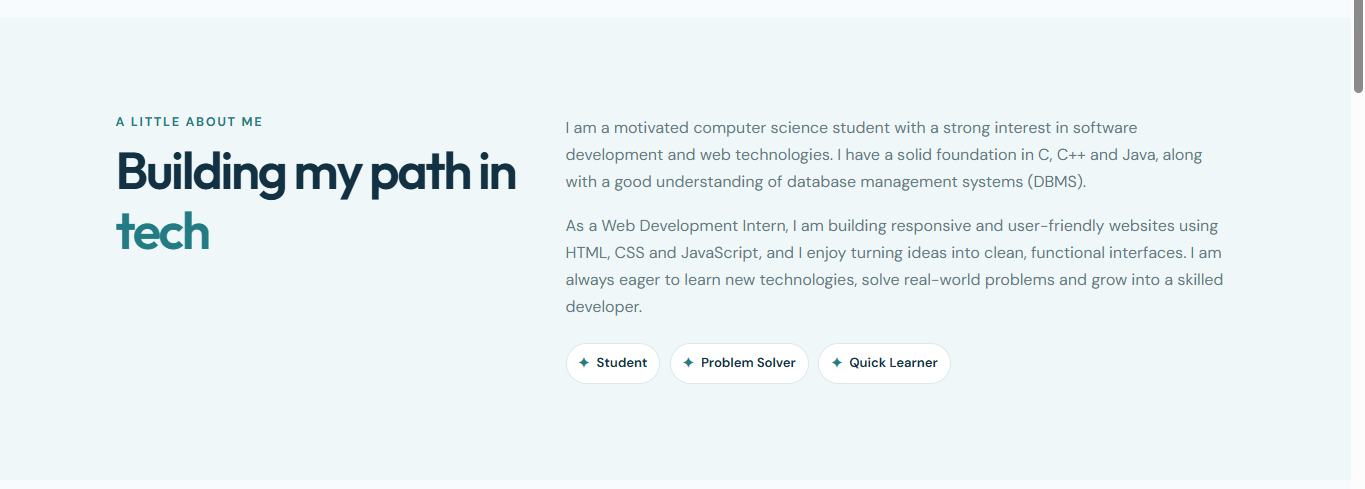 A LITTLE ABOUT ME
Building my path in
tech
I am a motivated computer science student with a strong interest in software
development and web technologies. I have a solid foundation in C, C++ and Java, along
with a good understanding of database management systems (DBMS).
As a Web Development Intern, I am building responsive and user-friendly websites using
HTML, CSS and JavaScript, and I enjoy turning ideas into clean, functional interfaces. I am
always eager to learn new technologies, solve real-world problems and grow into a skilled
developer.
✦ Student ✦ Problem Solver ✦ Quick Learner